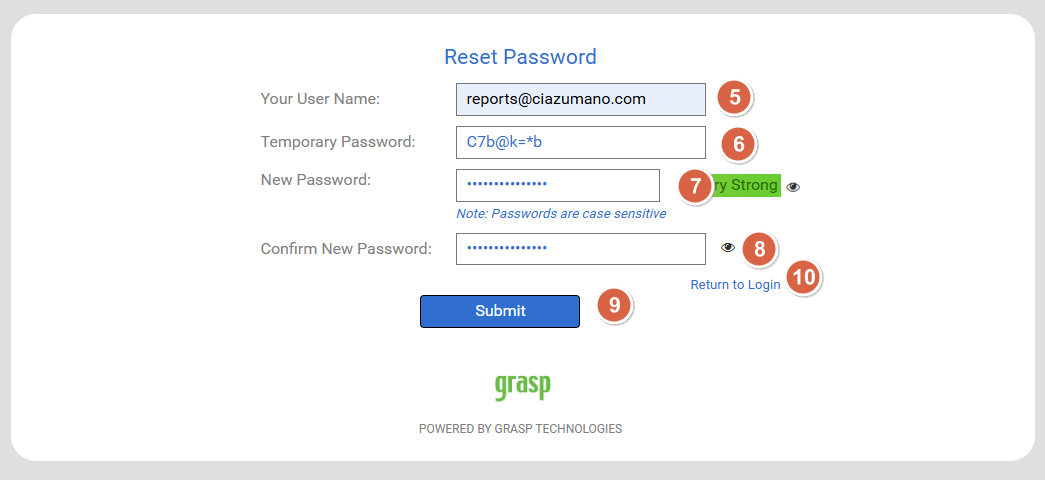 Reset Password
Your User Name: reports@ciazumano.com 5
Temporary Password: C7b@k=*b 6
New Password: ••••••••••••••• 7 Strong
Note: Passwords are case sensitive
Confirm New Password: ••••••••••••••• 8
Return to Login 10
Submit 9
grasp
POWERED BY GRASP TECHNOLOGIES